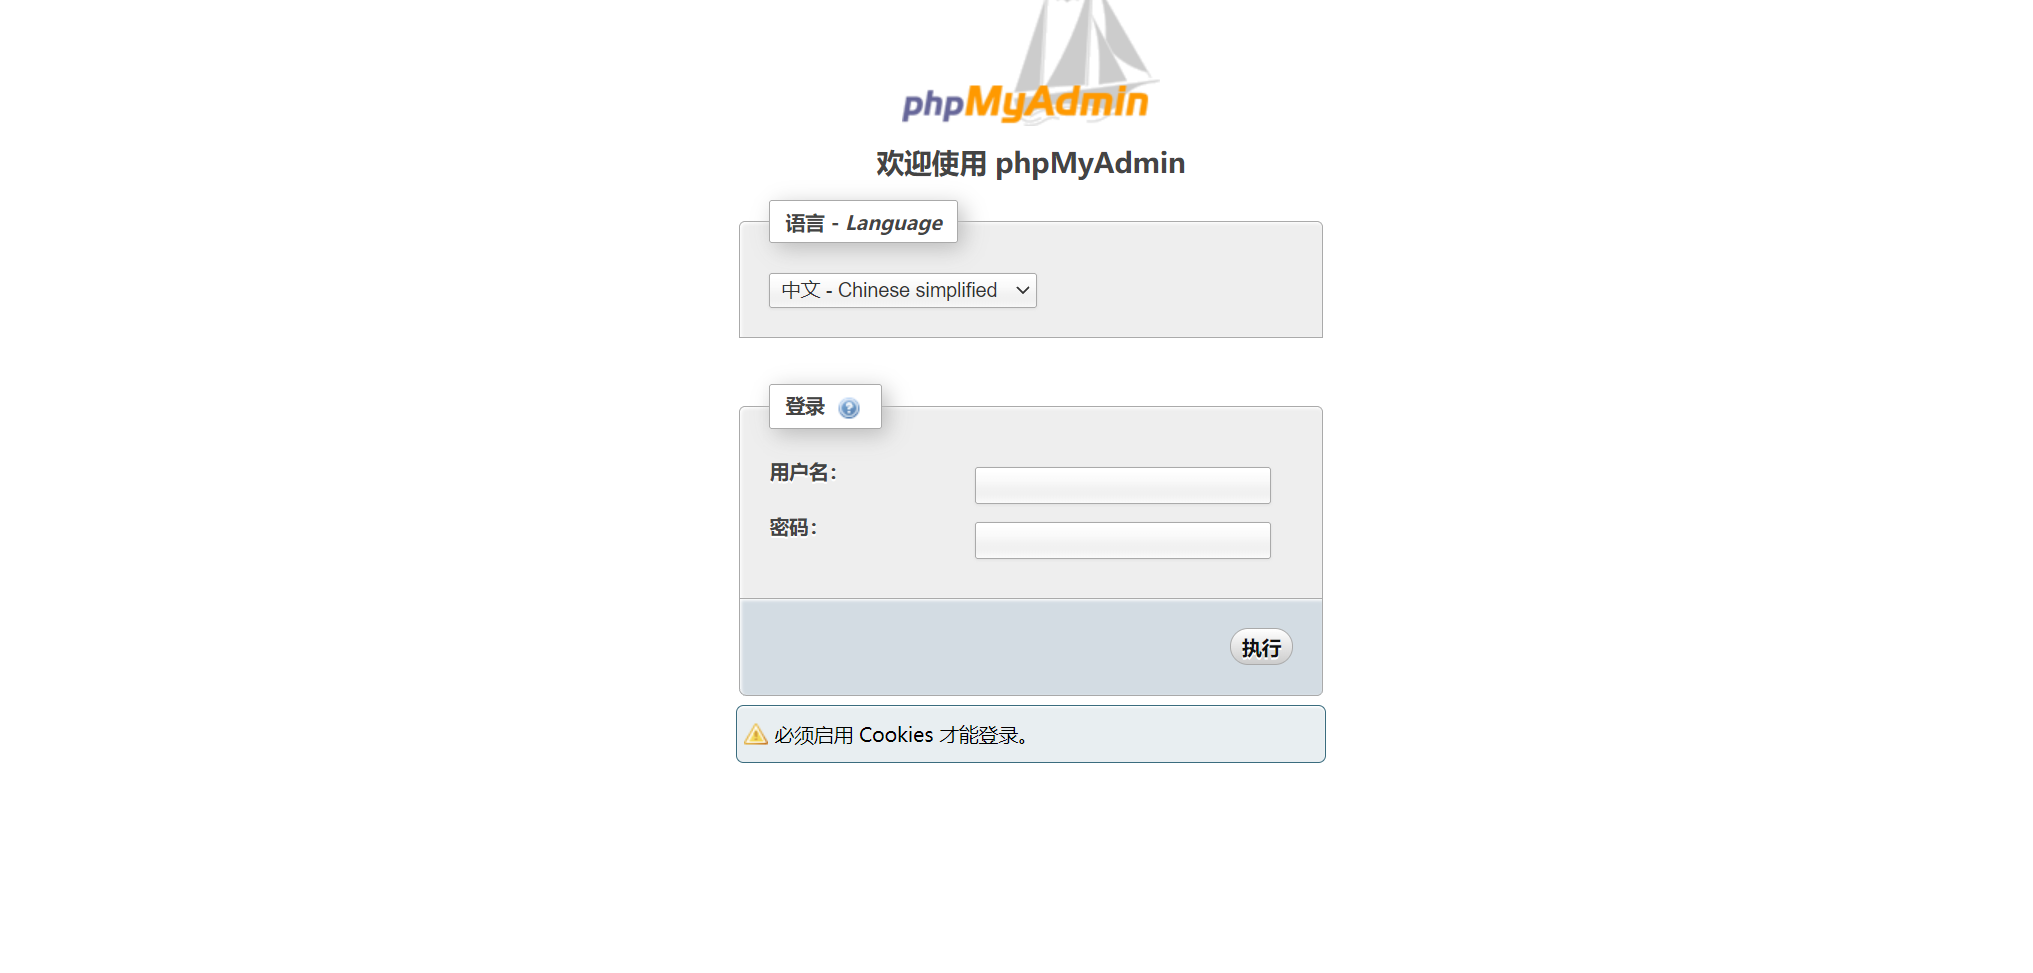 phpMyAdmin
欢迎使用 phpMyAdmin
语言 - Language
中文 - Chinese simplified
登录
用户名：
密码：
执行
必须启用 Cookies 才能登录。